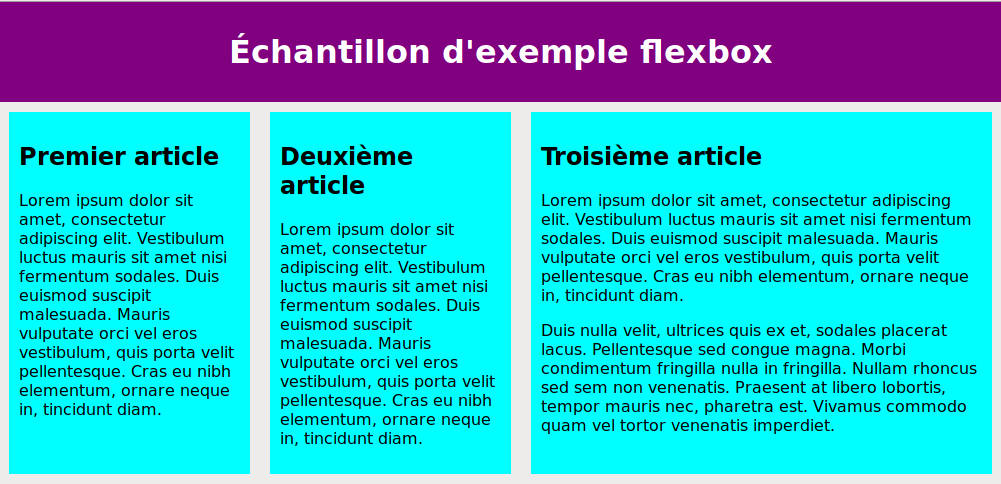 Échantillon d'exemple flexbox
Premier article
Lorem ipsum dolor sit
amet, consectetur
adipiscing elit. Vestibulum
luctus mauris sit amet nisi
fermentum sodales. Duis
euismod suscipit
malesuada. Mauris
vulputate orci vel eros
vestibulum, quis porta velit
pellentesque. Cras eu nibh
elementum, ornare neque
in, tincidunt diam.
Deuxième
article
Lorem ipsum dolor sit
amet, consectetur
adipiscing elit. Vestibulum
luctus mauris sit amet nisi
fermentum sodales. Duis
euismod suscipit
malesuada. Mauris
vulputate orci vel eros
vestibulum, quis porta velit
pellentesque. Cras eu nibh
elementum, ornare neque
in, tincidunt diam.
Troisième article
Lorem ipsum dolor sit amet, consectetur adipiscing
elit. Vestibulum luctus mauris sit amet nisi fermentum
sodales. Duis euismod suscipit malesuada. Mauris
vulputate orci vel eros vestibulum, quis porta velit
pellentesque. Cras eu nibh elementum, ornare neque
in, tincidunt diam.
Duis nulla velit, ultrices quis ex et, sodales placerat
lacus. Pellentesque sed congue magna. Morbi
condimentum fringilla nulla in fringilla. Nullam rhoncus
sed sem non venenatis. Praesent at libero lobortis,
tempor mauris nec, pharetra est. Vivamus commodo
quam vel tortor venenatis imperdiet.